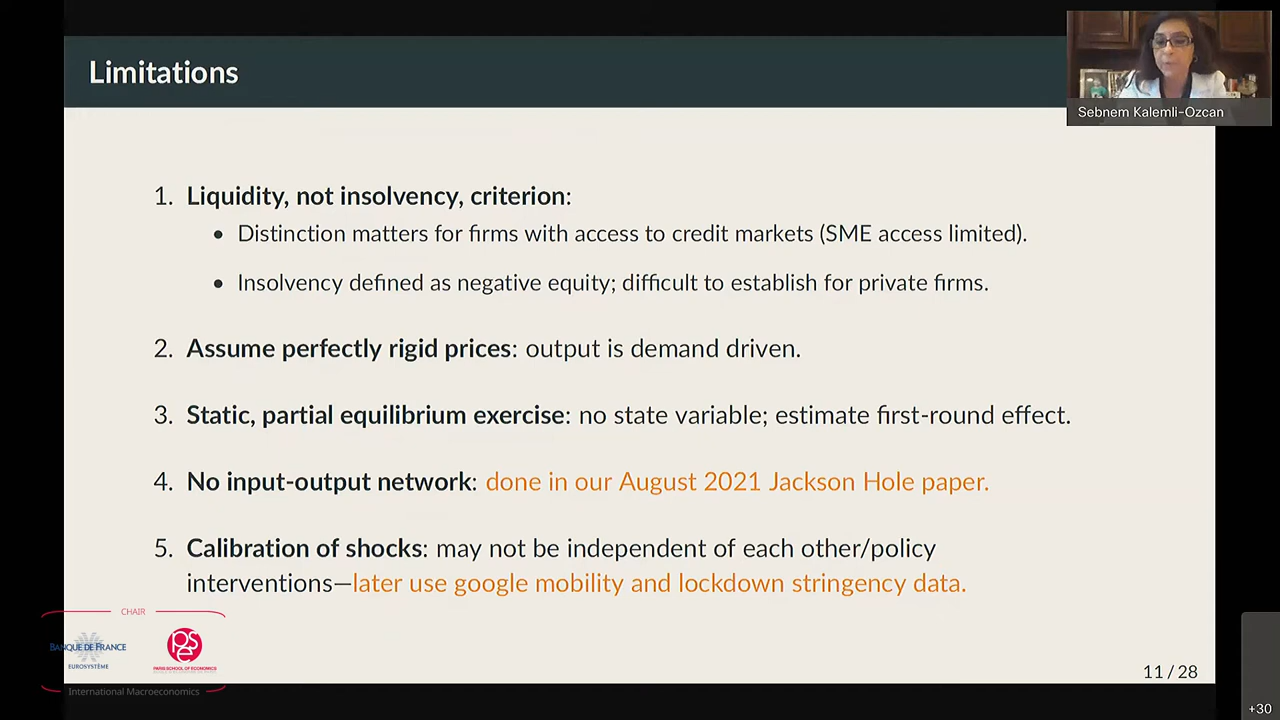 Limitations
Sebnem Kalemli-Ozcan
1. Liquidity, not insolvency, criterion:
• Distinction matters for firms with access to credit markets (SME access limited).
• Insolvency defined as negative equity; difficult to establish for private firms.
2. Assume perfectly rigid prices: output is demand driven.
3. Static, partial equilibrium exercise: no state variable; estimate first-round effect.
4. No input-output network: done in our August 2021 Jackson Hole paper.
5. Calibration of shocks: may not be independent of each other/policy
interventions—later use google mobility and lockdown stringency data.
CHAIR
BANQUE DE FRANCE
EUROSYSTÈME
PSE
PARIS SCHOOL OF ECONOMICS
International Macroeconomics
11 / 28
+30